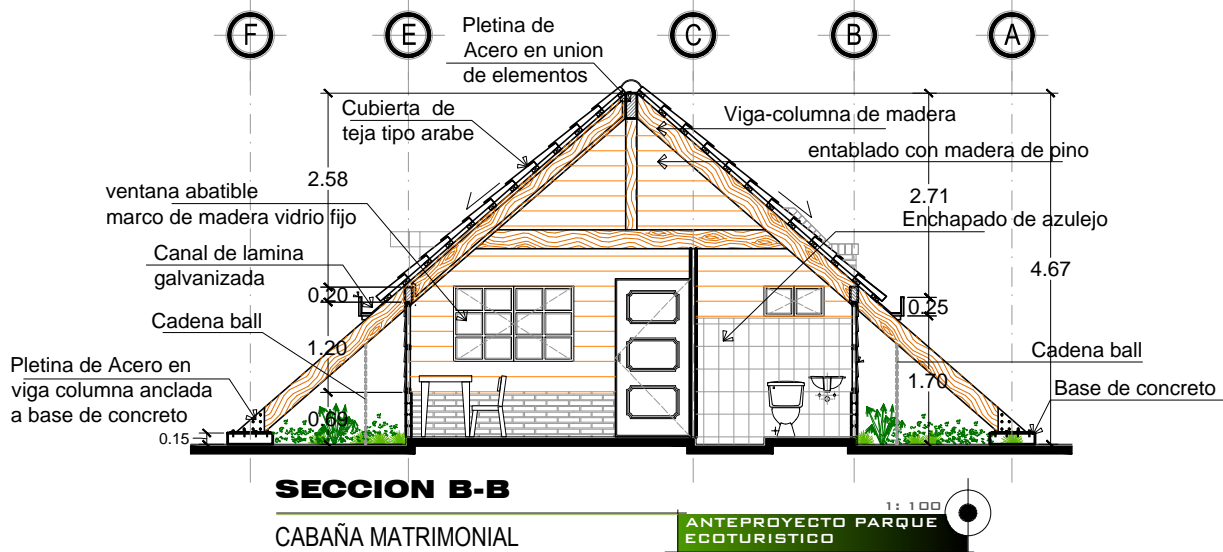 F
E
C
B
A
Pletina de
Acero en union
de elementos
Cubierta de
teja tipo arabe
Viga-columna de madera
entablado con madera de pino
ventana abatible
marco de madera vidrio fijo
2.58
2.71
Enchapado de azulejo
Canal de lamina
galvanizada
4.67
0.20
0.25
Cadena ball
1.20
Cadena ball
Pletina de Acero en
viga columna anclada
a base de concreto
1.70
Base de concreto
0.69
0.15
SECCION B-B
1: 100
CABAÑA MATRIMONIAL
ANTEPROYECTO PARQUE
ECOTURISTICO